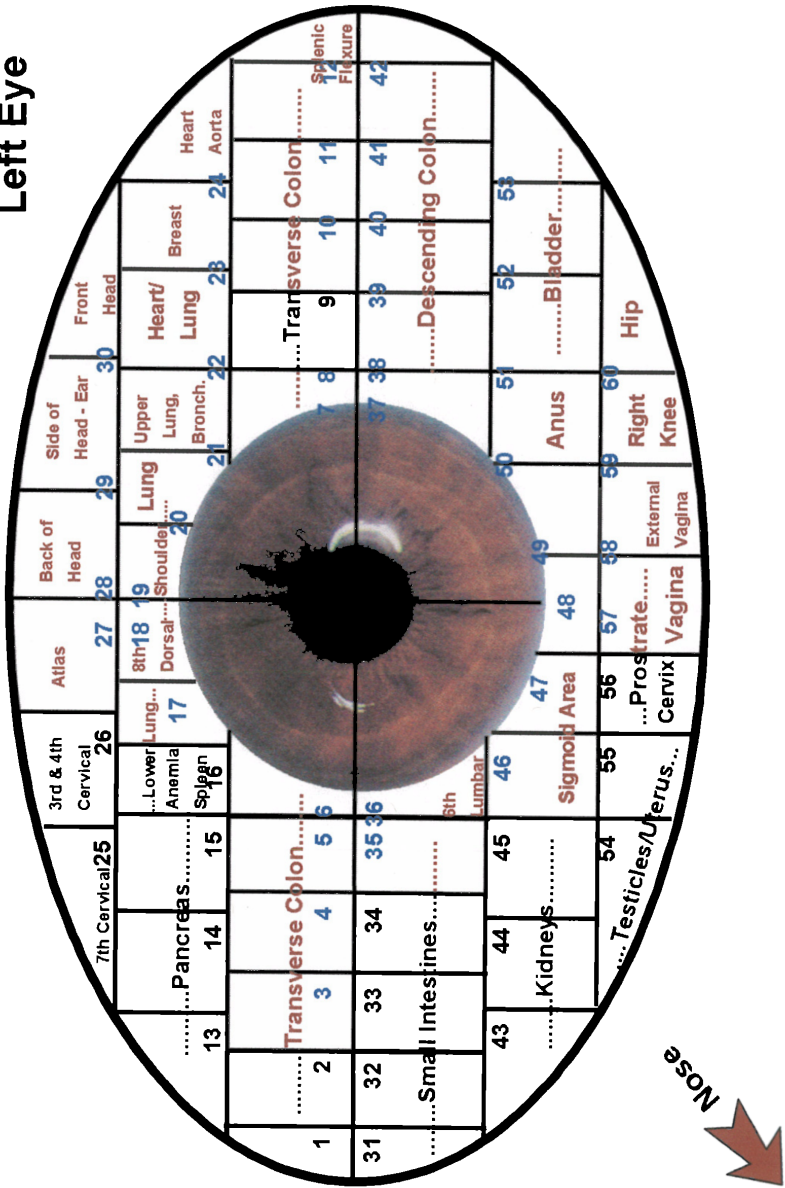 Left Eye
7th Cervical 25
3rd & 4th
Cervical
26
Atlas
27
28
Back of
Head
29
Side of
Head - Ear
30
Front
Head
13
14
15
.........Pancreas.........
...Lower
Anemla
Spleen
16
Lung...
17
8th
18
Dorsal....
19
Shoulder.....
20
Lung
21
Upper
Lung,
Bronch.
22
Heart/
Lung
23
Breast
24
Heart
Aorta
.........Transverse Colon.........
1
2
3
4
5
6
.........Transverse Colon.........
7
8
9
10
11
12
Splenic
Flexure
31
32
33
34
35
36
.........Small Intestines.........
6th
Lumbar
37
38
39
40
41
42
......Descending Colon.......
43
44
45
46
47
48
49
50
51
52
53
.........Kidneys.........
Sigmoid Area
Anus
........Bladder.........
54
55
56
57
58
59
60
.... Testicles/Uterus...
...Prostrate.....
Cervix
Vagina
External
Vagina
Right
Knee
Hip
Nose